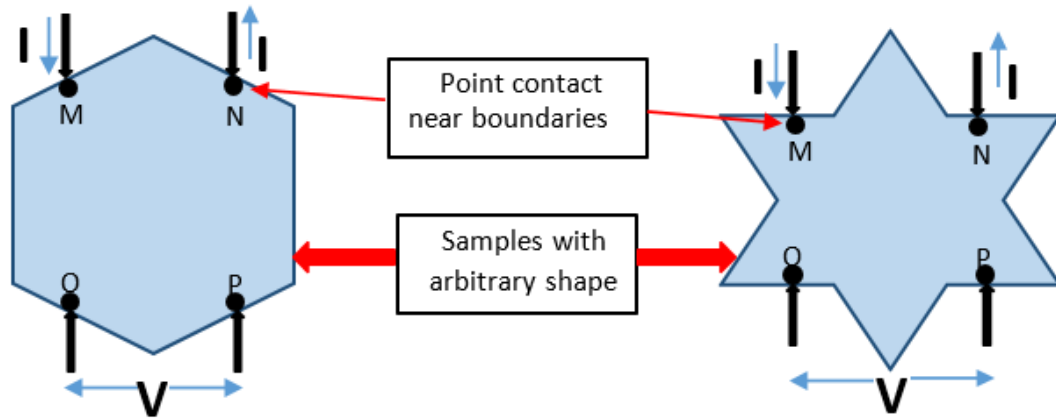 I
I
M
N
Point contact
near boundaries
I
I
M
N
Samples with
arbitrary shape
O
P
V
O
P
V